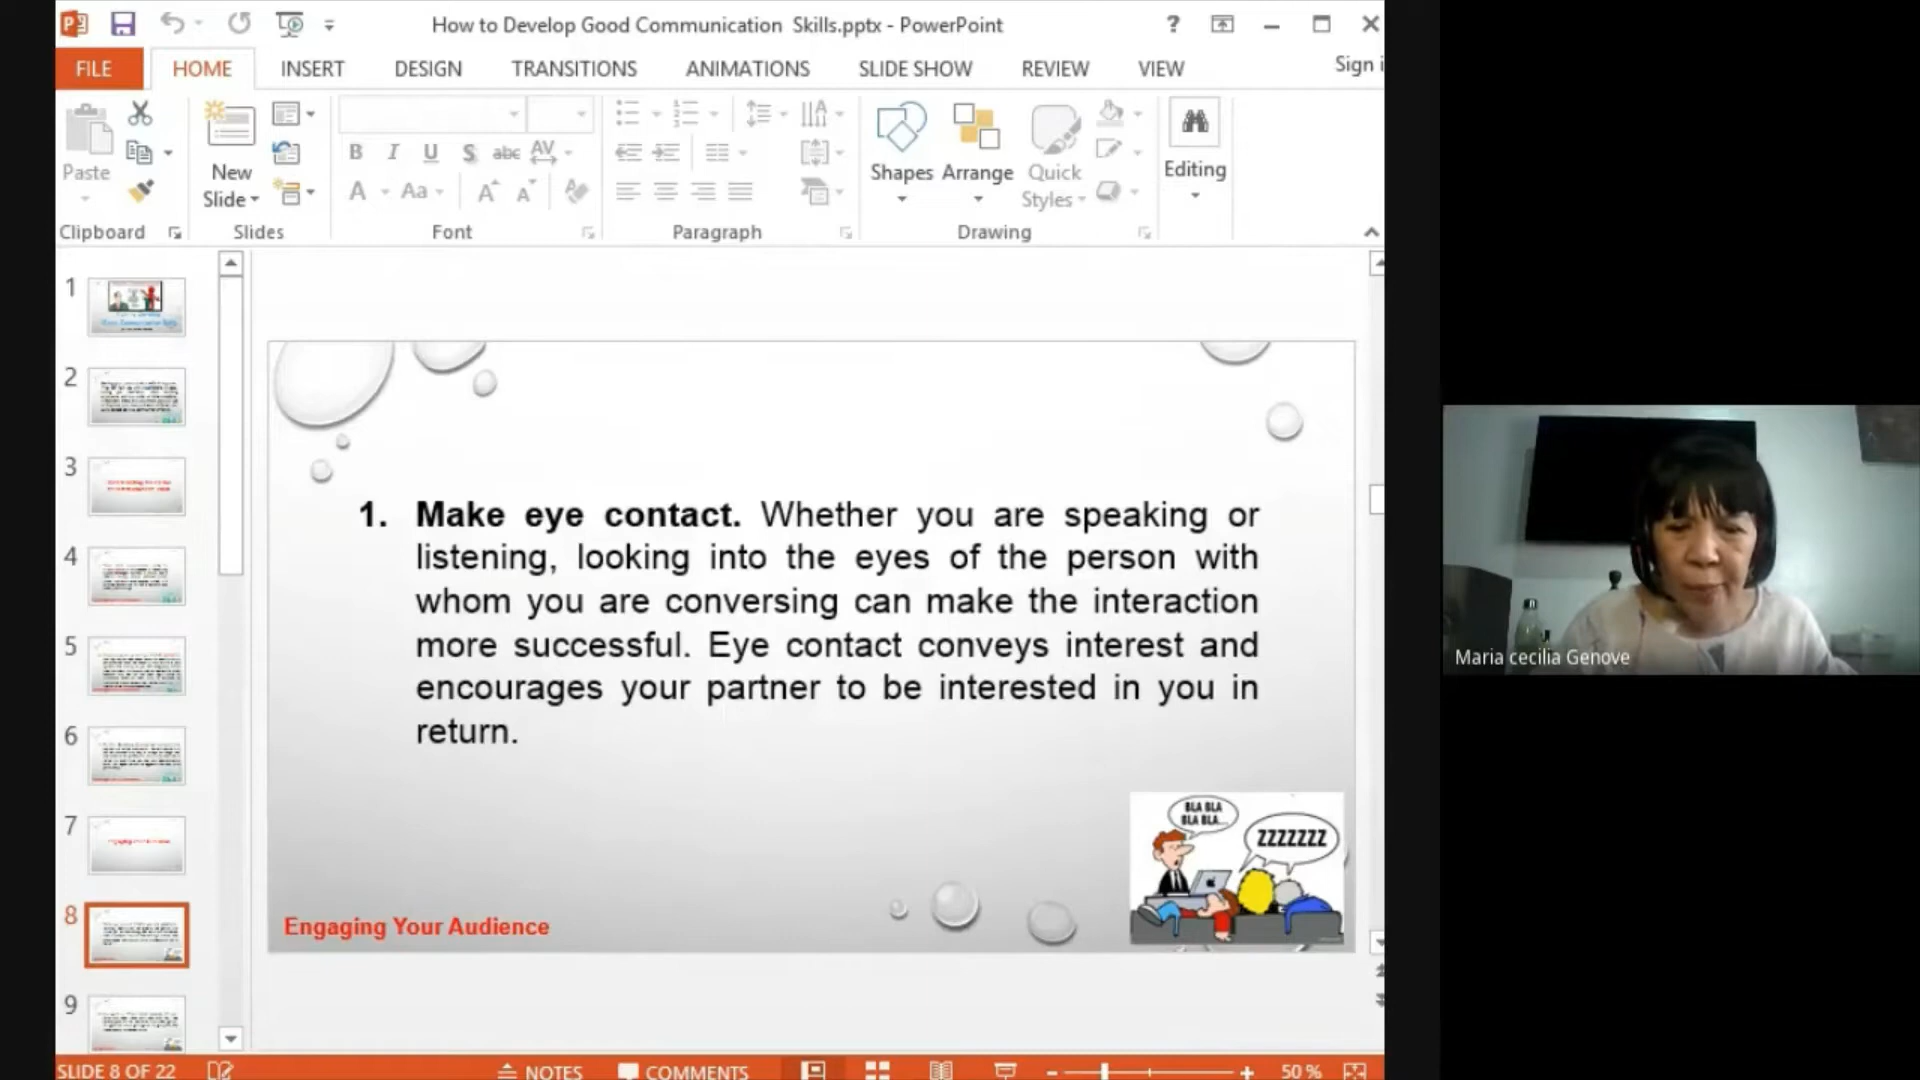 How to Develop Good Communication Skills.pptx - PowerPoint
?
FILE HOME INSERT DESIGN TRANSITIONS ANIMATIONS SLIDE SHOW REVIEW VIEW Sign i
Paste
New
Slide
B I U S abc AV
A Aa A A
Shapes Arrange Quick
Styles
Editing
Clipboard Slides Font Paragraph Drawing
1
2
3
4
5
6
7
8
9
1. Make eye contact. Whether you are speaking or
listening, looking into the eyes of the person with
whom you are conversing can make the interaction
more successful. Eye contact conveys interest and
encourages your partner to be interested in you in
return.
BLA BLA
BLA BLA...
ZZZZZZZ
Engaging Your Audience
Maria cecilia Genove
SLIDE 8 OF 22 NOTES COMMENTS 50 %